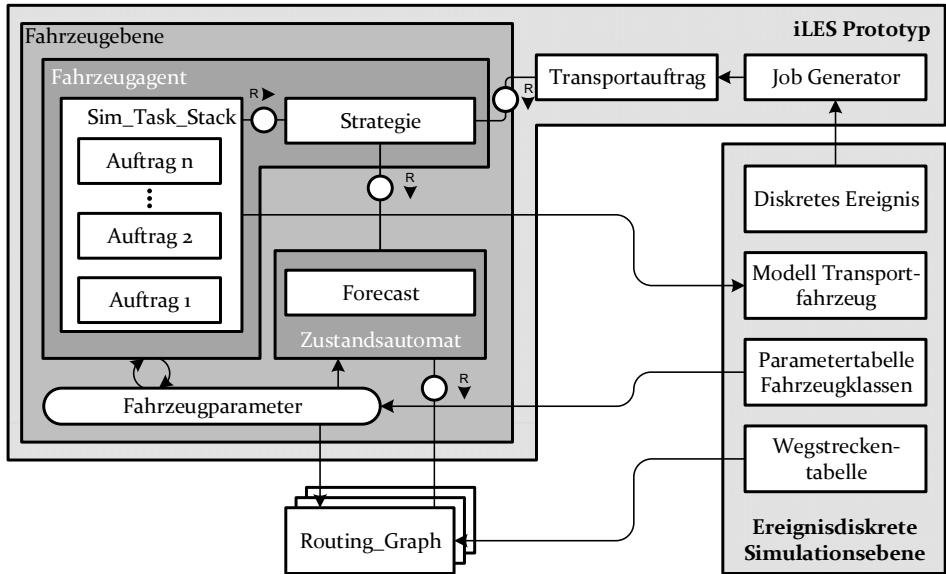 iLES Prototyp
Fahrzeugebene
Fahrzeugagent
Sim_Task_Stack
Auftrag n
Auftrag 2
Auftrag 1
R
Strategie
R
Transportauftrag
Job Generator
R
Forecast
Zustandsautomat
R
Fahrzeugparameter
Routing_Graph
Diskretes Ereignis
Modell Transport-
fahrzeug
Parametertabelle
Fahrzeugklassen
Wegstrecken-
tabelle
Ereignisdiskrete
Simulationsebene